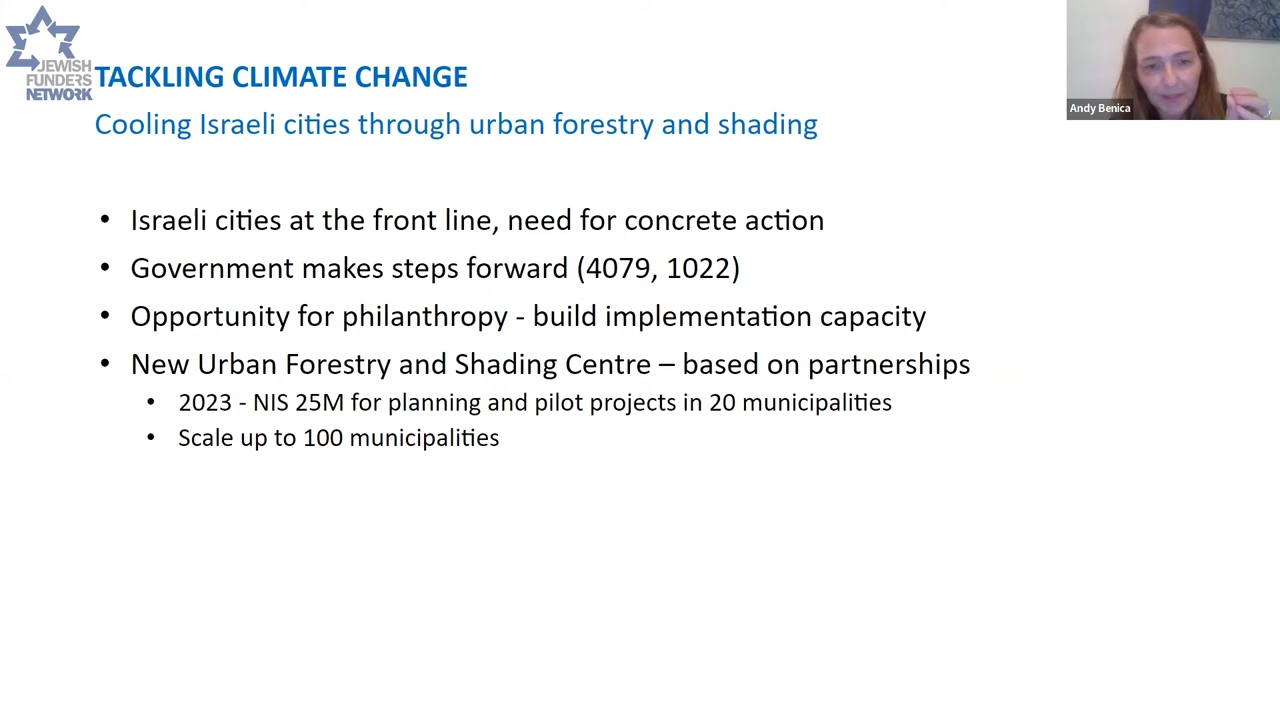 JEWISH
FUNDERS
NETWORK
TACKLING CLIMATE CHANGE
Cooling Israeli cities through urban forestry and shading
• Israeli cities at the front line, need for concrete action
• Government makes steps forward (4079, 1022)
• Opportunity for philanthropy - build implementation capacity
• New Urban Forestry and Shading Centre – based on partnerships
• 2023 - NIS 25M for planning and pilot projects in 20 municipalities
• Scale up to 100 municipalities
Andy Benica